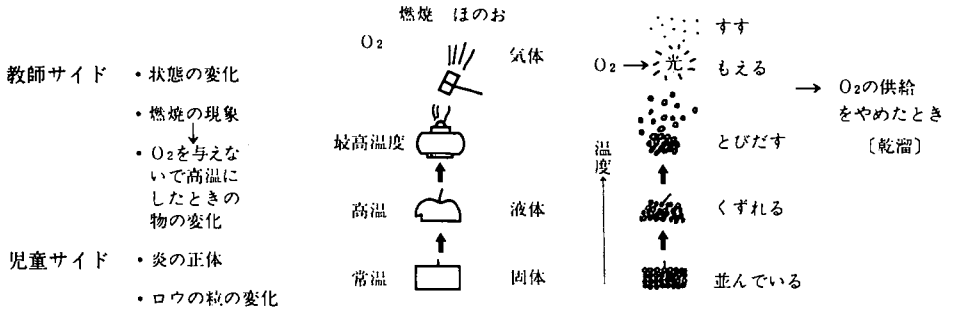 教師サイド
・状態の変化
・燃焼の現象
↓
・O₂を与えな
いで高温に
したときの
物の変化
児童サイド
・炎の正体
・ロウの粒の変化
燃焼 ほのお
O₂
気体
最高温度
高温
液体
常温
固体
すす
O₂→光
もえる
とびだす
くずれる
並んでいる
温度
→ O₂の供給
をやめたとき
〔乾溜〕